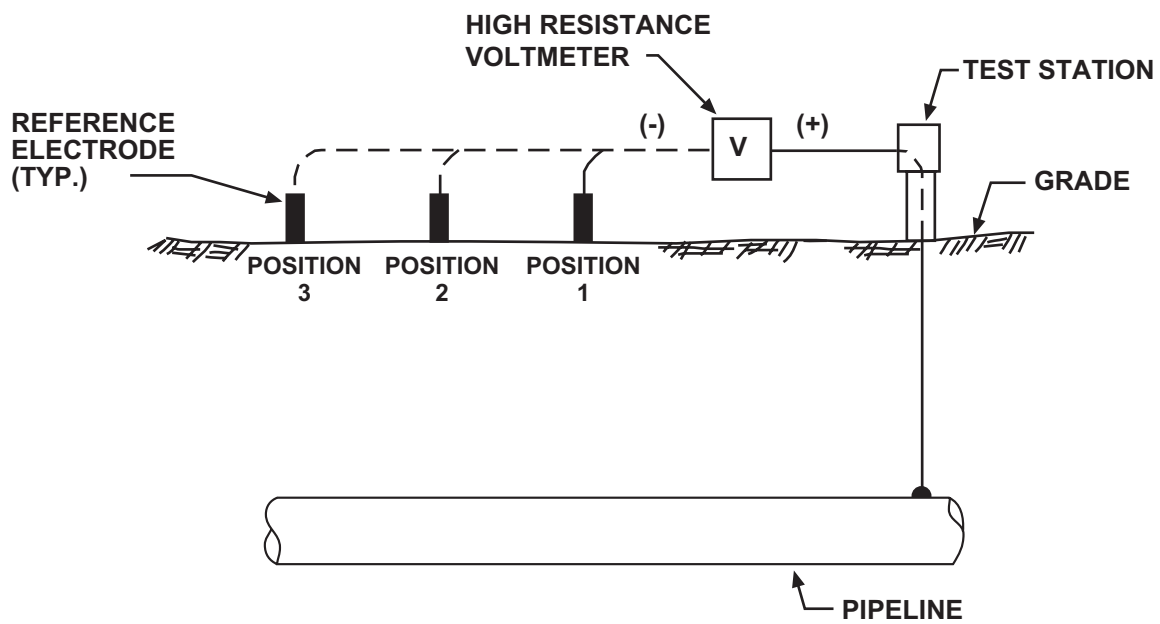 HIGH RESISTANCE
VOLTMETER
TEST STATION
REFERENCE
ELECTRODE
(TYP.)
(-)
V
(+)
GRADE
POSITION
3
POSITION
2
POSITION
1
PIPELINE